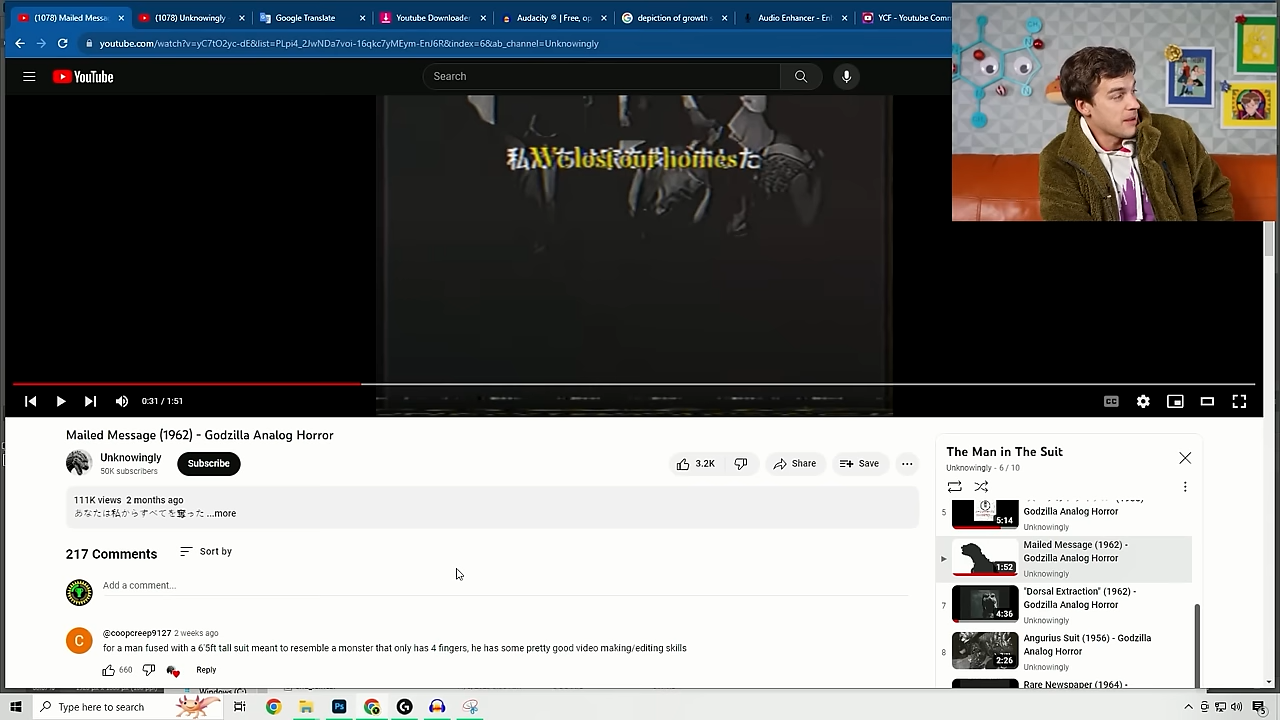 (1078) Mailed Messa
(1078) Unknowingly
Google Translate
Youtube Downloader
Audacity ® | Free, op
depiction of growth
Audio Enhancer - En
YCF - Youtube Com
youtube.com/watch?v=yC7tO2yc-dE&list=PLpi4_2JwNDa7voi-16qkc7yMEym-EnJ6R&index=6&ab_channel=Unknowingly
YouTube
Search
We lost our homes
0:31 / 1:51
CC
Mailed Message (1962) - Godzilla Analog Horror
Unknowingly
50K subscribers
Subscribe
3.2K
Share
Save
111K views 2 months ago
あなたは私からすべてを奪った ...more
217 Comments
Sort by
Add a comment...
C
@coopcreep9127 2 weeks ago
for a man fused with a 6'5ft tall suit meant to resemble a monster that only has 4 fingers, he has some pretty good video making/editing skills
660
Reply
The Man in The Suit
Unknowingly - 6 / 10
5
5:14
Godzilla Analog Horror
Unknowingly
1:52
Mailed Message (1962) -
Godzilla Analog Horror
Unknowingly
7
4:36
"Dorsal Extraction" (1962) -
Godzilla Analog Horror
Unknowingly
8
2:26
Angurius Suit (1956) - Godzilla
Analog Horror
Unknowingly
Rare Newspaper (1964) -
Windows (C:)
Type here to search